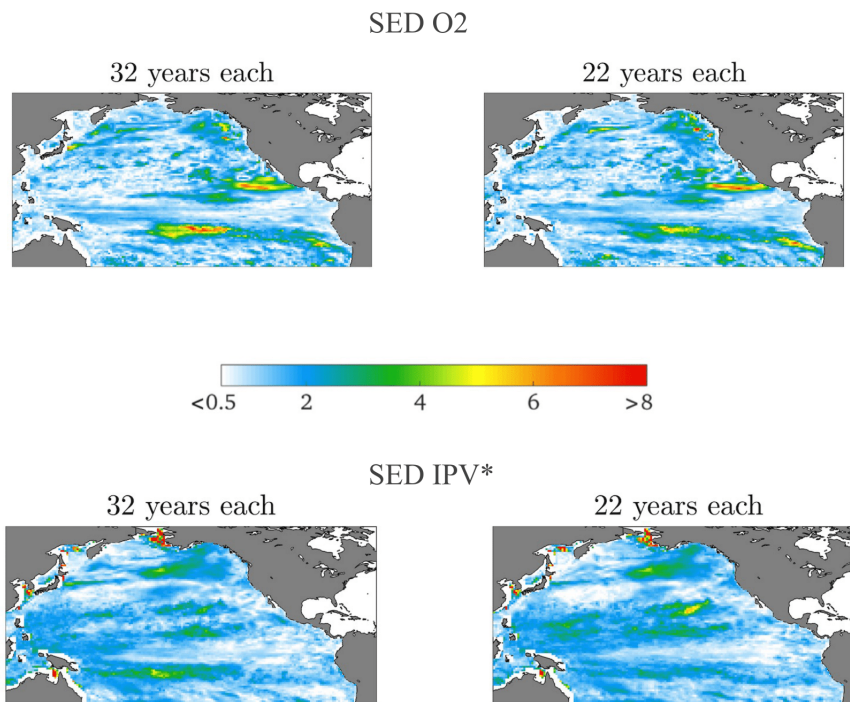 SED O2
32 years each
22 years each
<0.5 2 4 6 >8
SED IPV*
32 years each
22 years each